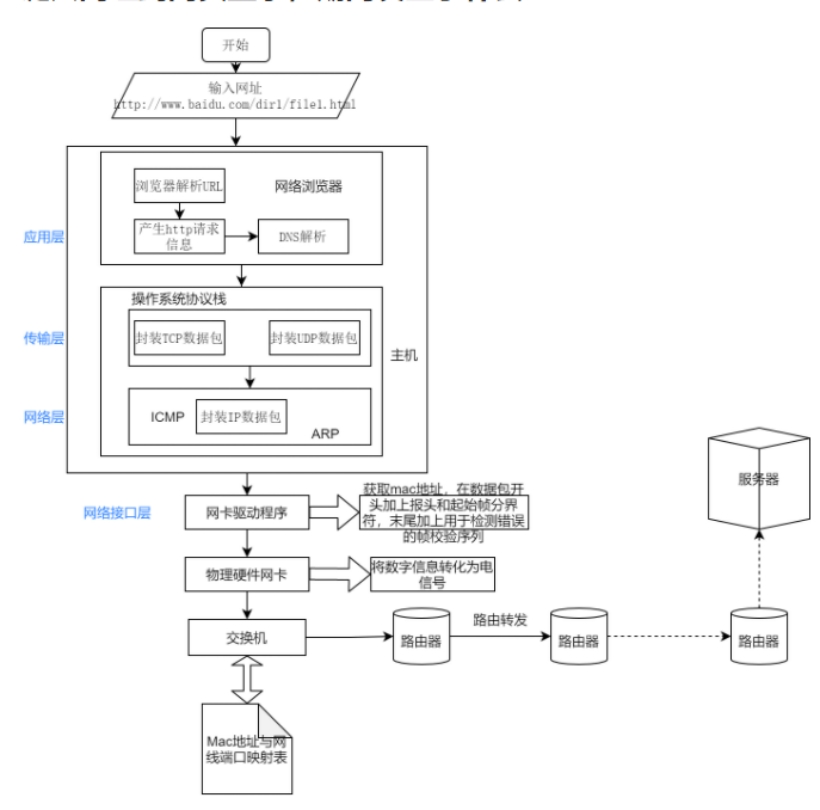 开始
输入网址
http://www.baidu.com/dir1/file1.html
浏览器解析URL
网络浏览器
产生http请求
信息
DNS解析
应用层
操作系统协议栈
传输层
封装TCP数据包
封装UDP数据包
主机
网络层
ICMP
封装IP数据包
ARP
网络接口层
网卡驱动程序
获取mac地址，在数据包开
头加上报头和起始帧分界
符，末尾加上用于检测错误
的帧校验序列
服务器
物理硬件网卡
将数字信息转化为电
信号
交换机
路由器
路由转发
路由器
路由器
Mac地址与网
线端口映射表